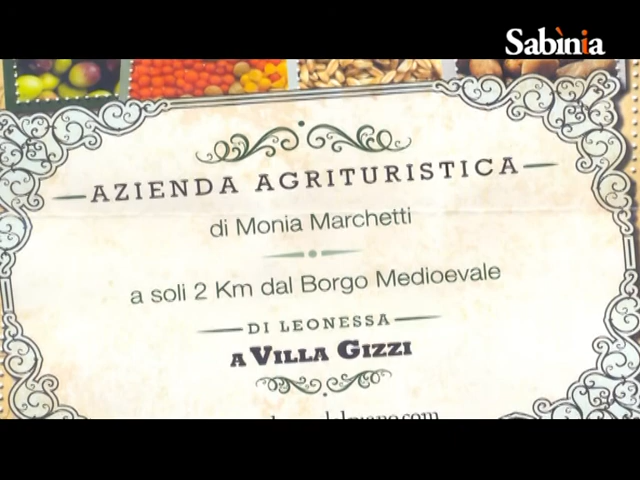 Sabìnia
AZIENDA AGRITURISTICA
di Monia Marchetti
a soli 2 Km dal Borgo Medioevale
DI LEONESSA
A VILLA GIZZI